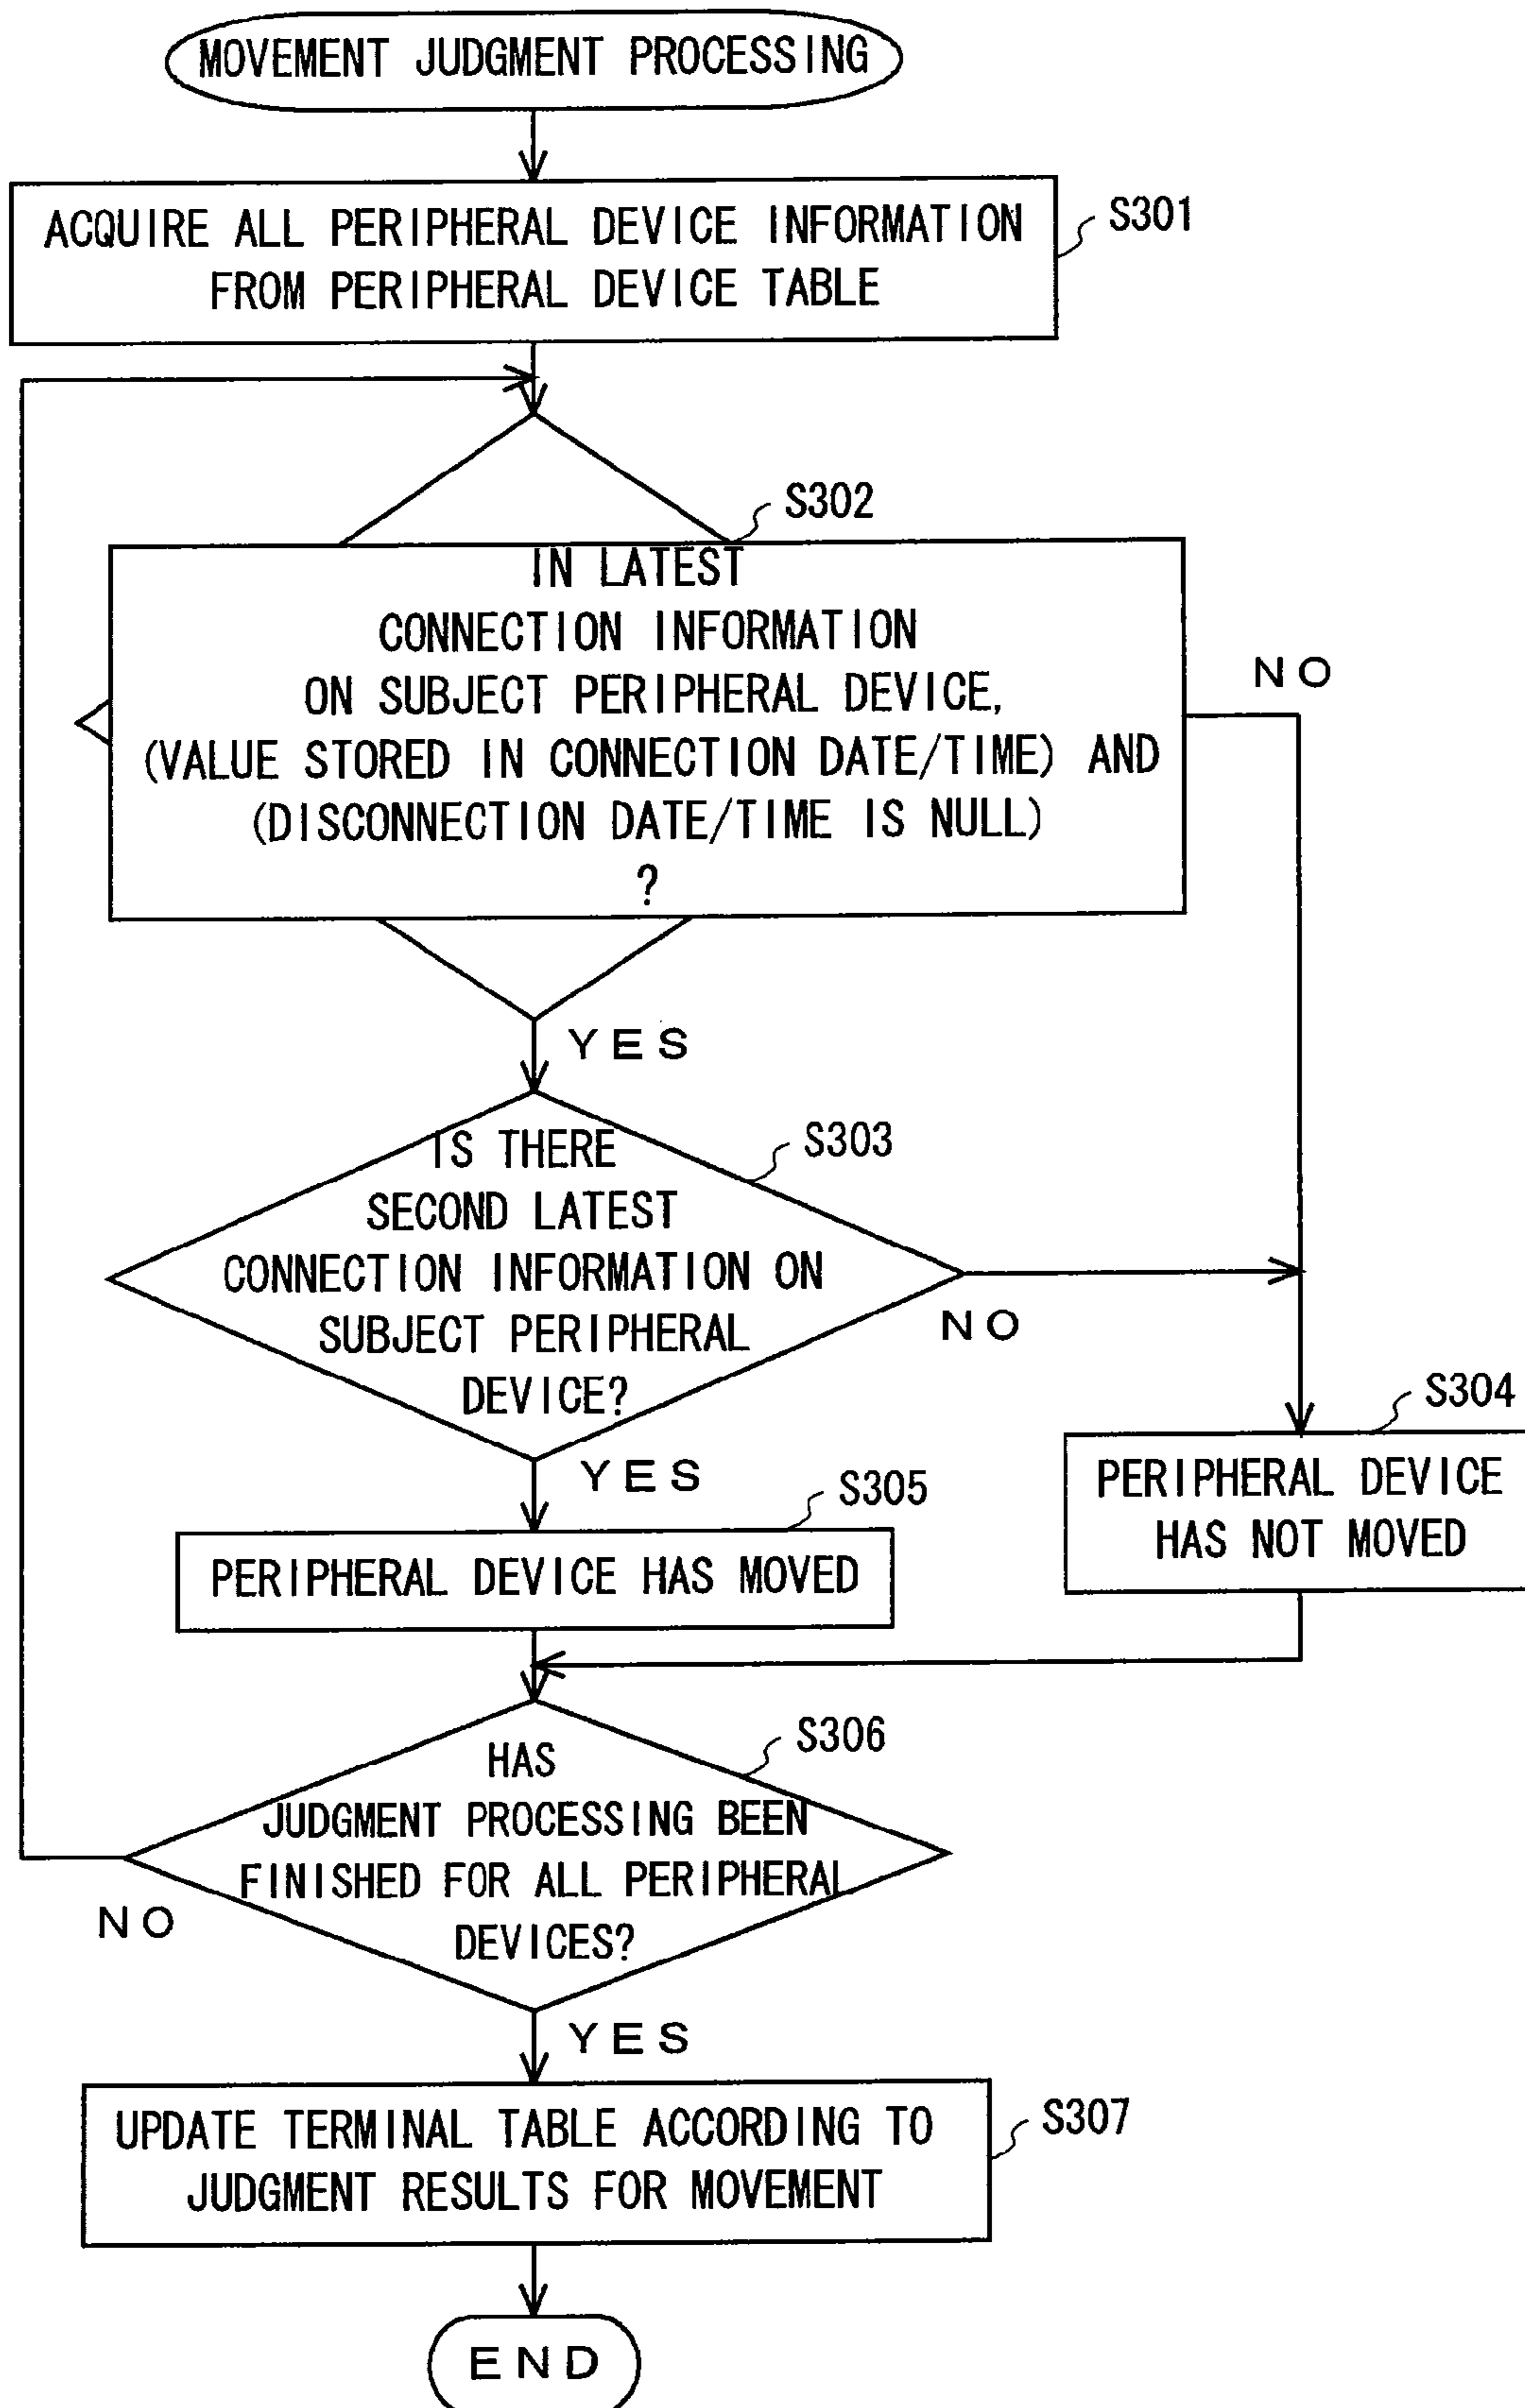 MOVEMENT JUDGMENT PROCESSING
ACQUIRE ALL PERIPHERAL DEVICE INFORMATION
FROM PERIPHERAL DEVICE TABLE
S301
S302
IN LATEST
CONNECTION INFORMATION
ON SUBJECT PERIPHERAL DEVICE,
(VALUE STORED IN CONNECTION DATE/TIME) AND
(DISCONNECTION DATE/TIME IS NULL)
?
NO
YES
S303
IS THERE
SECOND LATEST
CONNECTION INFORMATION ON
SUBJECT PERIPHERAL
DEVICE?
NO
YES
S304
PERIPHERAL DEVICE
HAS NOT MOVED
S305
PERIPHERAL DEVICE HAS MOVED
S306
HAS
JUDGMENT PROCESSING BEEN
FINISHED FOR ALL PERIPHERAL
DEVICES?
NO
YES
S307
UPDATE TERMINAL TABLE ACCORDING TO
JUDGMENT RESULTS FOR MOVEMENT
END